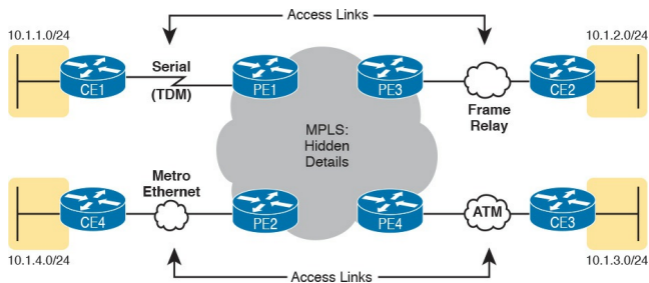 Access Links
10.1.1.0/24
10.1.2.0/24
Serial
(TDM)
CE1
PE1
PE3
CE2
Frame
Relay
MPLS:
Hidden
Details
Metro
Ethernet
CE4
PE2
PE4
ATM
CE3
10.1.4.0/24
10.1.3.0/24
Access Links